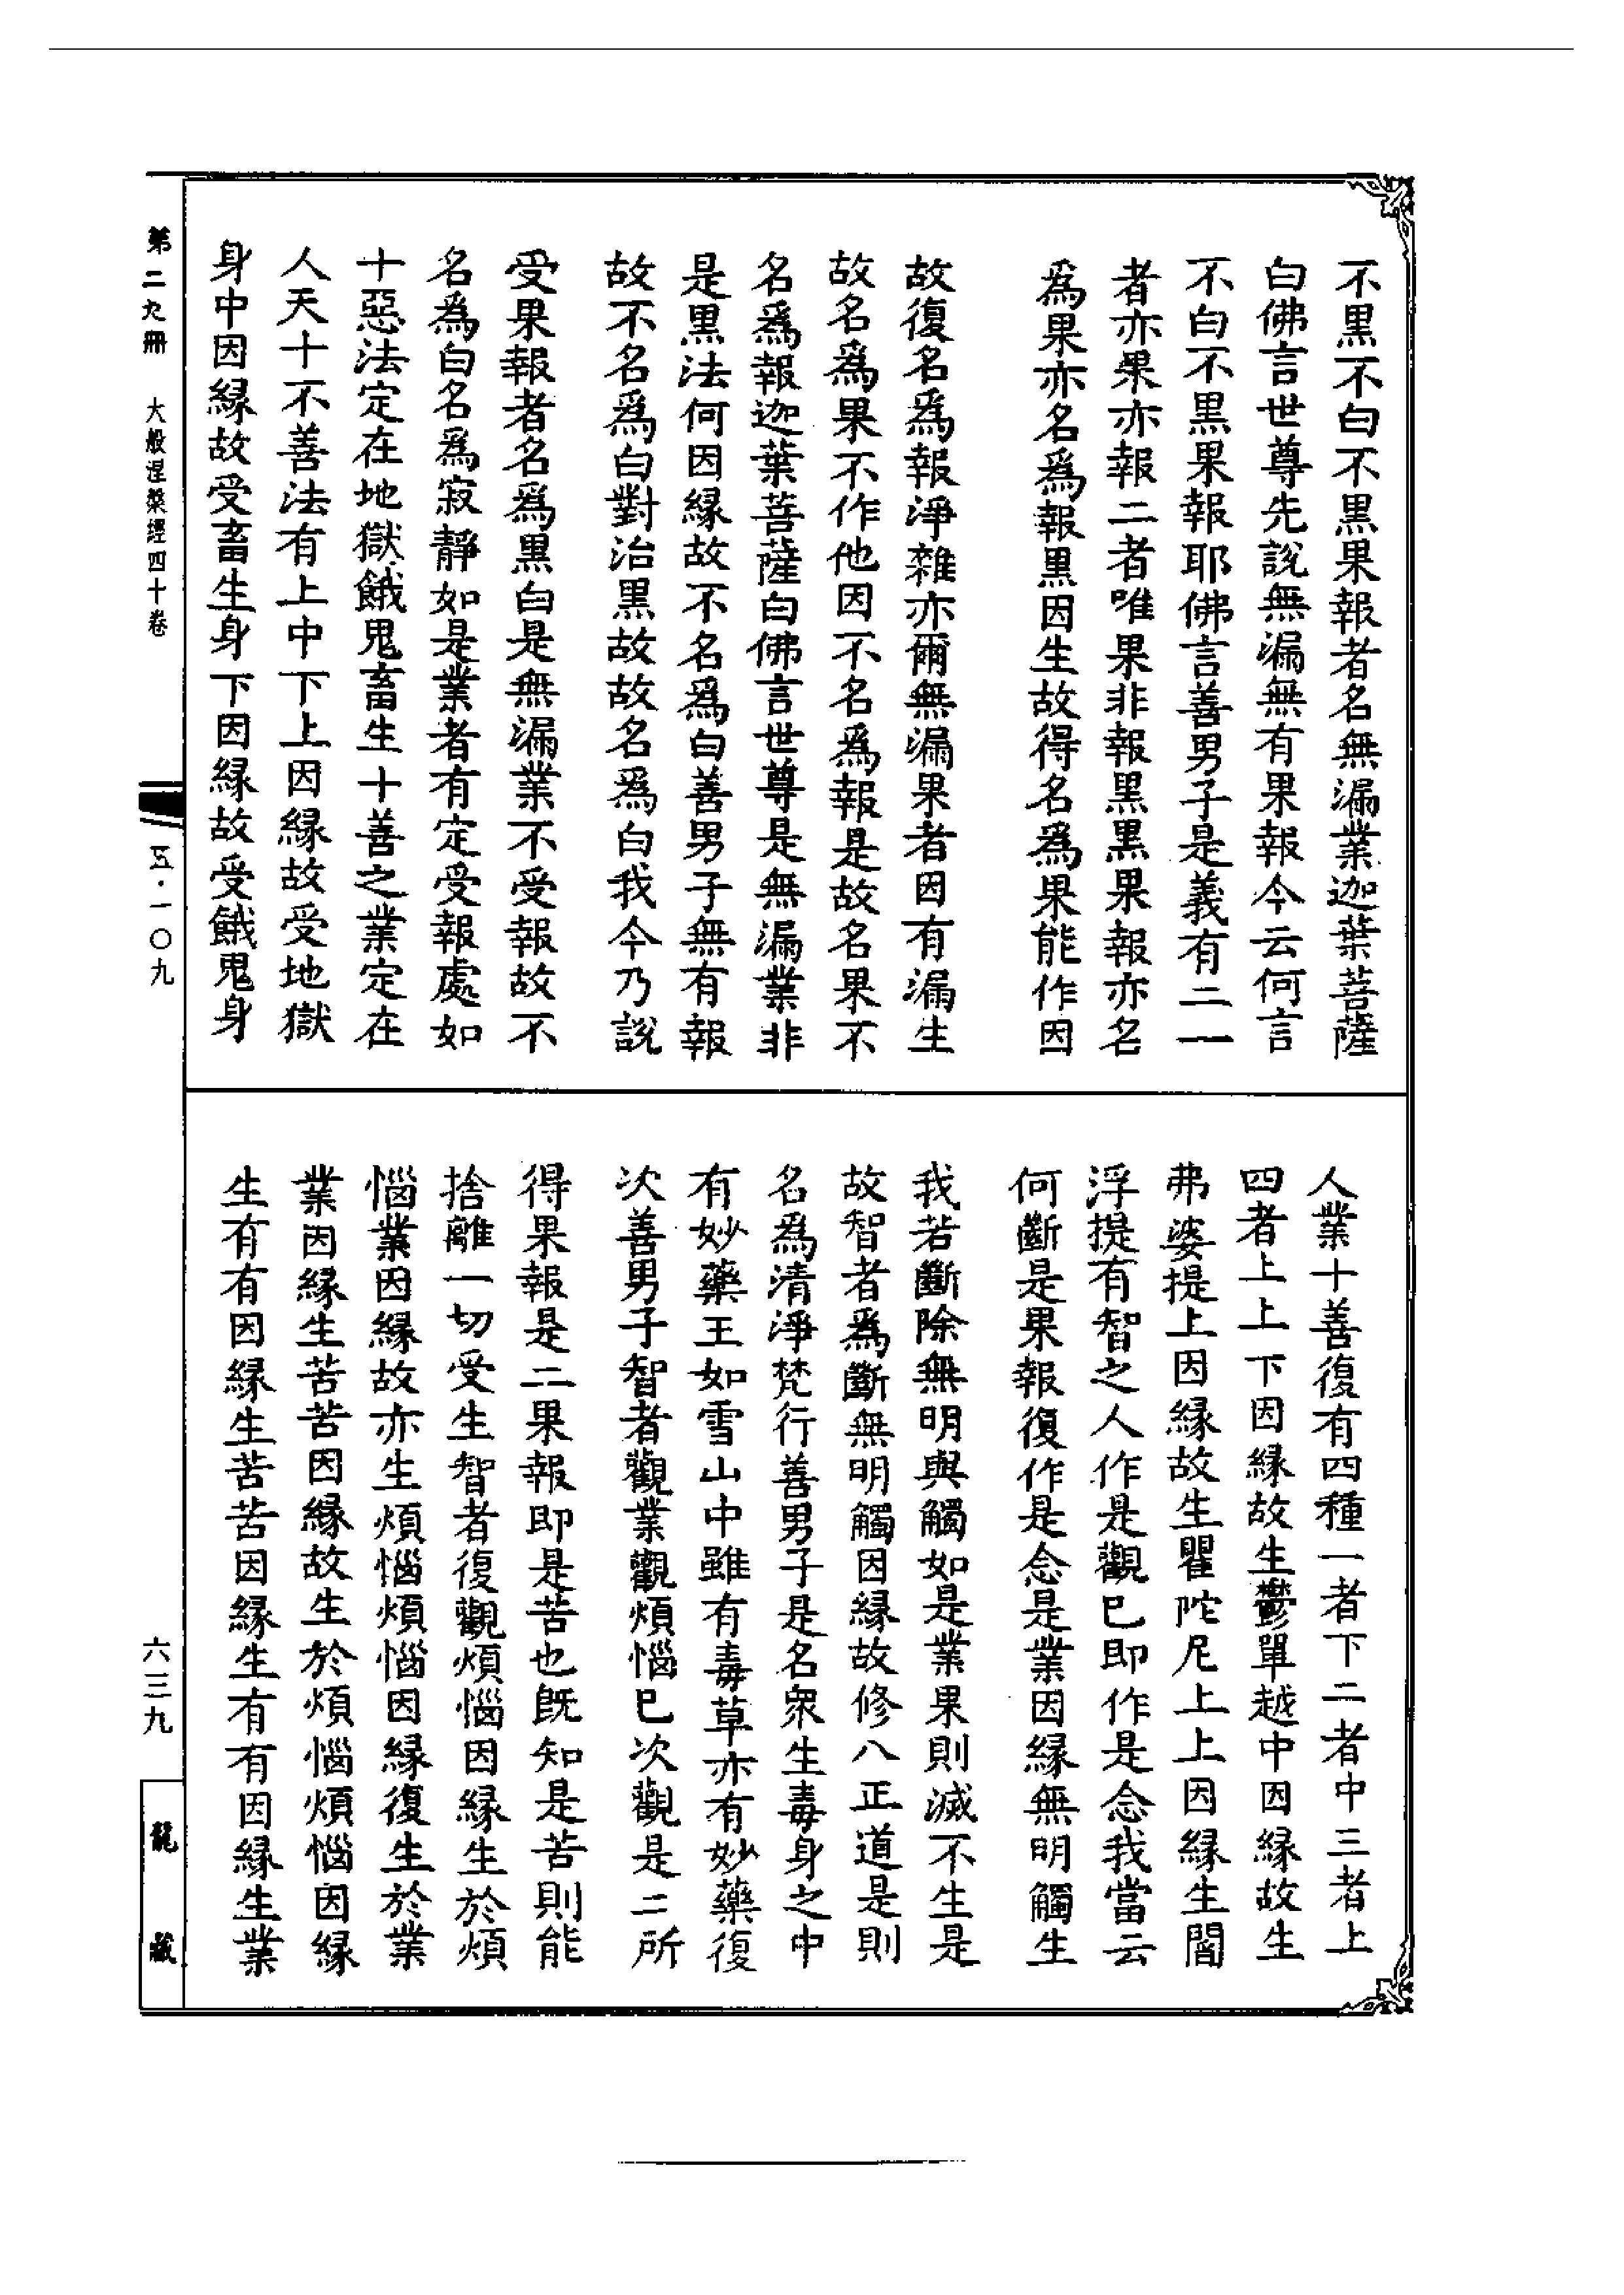 不黑不白不黑果報者名無漏業迦葉菩薩
白佛言世尊先說無漏無有果報今云何言
不白不黑果報耶佛言善男子是義有二一
者亦果亦報二者唯果非報黑黑果報亦名
為果亦名為報黑因生故得名為果能作因
故復名為報淨雜亦爾無漏果者因有漏生
故名為果不作他因不名為報是故名果不
名為報迦葉菩薩白佛言世尊是無漏業非
是黑法何因緣故不名為白善男子無有報
故不名為白對治黑故故名為白我今乃說
受果報者名為黑白是無漏業不受報故不
名為白名為寂靜如是業者有定受報處如
十惡法定在地獄餓鬼畜生十善之業定在
人天十不善法有上中下上因緣故受地獄
身中因緣故受畜生身下因緣故受餓鬼身
人業十善復有四種一者下二者中三者上
四者上上下因緣故生鬱單越中因緣故生
弗婆提上因緣故生瞿陀尼上上因緣生閻
浮提有智之人作是觀已即作是念我當云
何斷是果報復作是念是業因緣無明觸生
我若斷除無明與觸如是業果則滅不生是
故智者為斷無明觸因緣故修八正道是則
名為清淨梵行善男子是名眾生毒身之中
有妙藥王如雪山中雖有毒草亦有妙藥復
次善男子智者觀業觀煩惱已次觀是二所
得果報是二果報即是苦也既知是苦則能
捨離一切受生智者復觀煩惱因緣生於煩
惱業因緣故亦生煩惱煩惱因緣復生於業
業因緣生苦苦因緣故生於煩惱煩惱因緣
生有有因緣生苦苦因緣生有有因緣生業
第二九冊 大般涅槃經四十卷 五·一〇九
六三九
龍藏